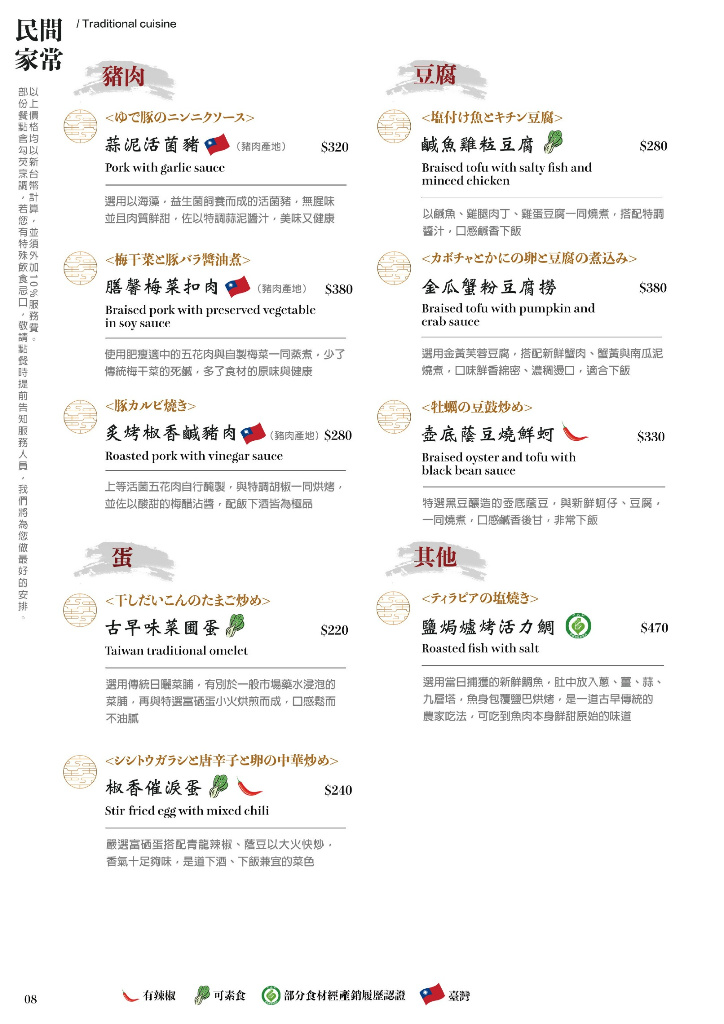 民間
家常
/ Traditional cuisine
以上價格均以新台幣計算，並須外加10%服務費。
部份餐點含勾芡烹調，若您有特殊飲食忌口，敬請點餐時提前告知服務人員，我們將為您做最好的安排。
豬肉
<ゆで豚のニンニクソース>
蒜泥活菌豬 （豬肉產地） $320
Pork with garlic sauce
選用以海藻，益生菌飼養而成的活菌豬，無腥味
並且肉質鮮甜，佐以特調蒜泥醬汁，美味又健康
<梅干菜と豚バラ醬油煮>
膳馨梅菜扣肉 （豬肉產地） $380
Braised pork with preserved vegetable
in soy sauce
使用肥瘦適中的五花肉與自製梅菜一同蒸煮，少了
傳統梅干菜的死鹹，多了食材的原味與健康
<豚カルビ燒き>
炙烤椒香鹹豬肉 （豬肉產地） $280
Roasted pork with vinegar sauce
上等活菌五花肉自行醃製，與特調胡椒一同烘烤，
並佐以酸甜的梅醋沾醬，配飯下酒皆為極品
蛋
<干しだいこんのたまご炒め>
古早味菜圃蛋 $220
Taiwan traditional omelet
選用傳統日曬菜脯，有別於一般市場藥水浸泡的
菜脯，再與特選富硒蛋小火烘煎而成，口感鬆而
不油膩
<シシトウガラシと唐辛子と卵の中華炒め>
椒香催淚蛋 $240
Stir fried egg with mixed chili
嚴選富硒蛋搭配青龍辣椒、蔭豆以大火快炒，
香氣十足夠味，是道下酒、下飯兼宜的菜色
豆腐
<塩付け魚とキチン豆腐>
鹹魚雞粒豆腐 $280
Braised tofu with salty fish and
minced chicken
以鹹魚、雞腿肉丁、雞蛋豆腐一同燒煮，搭配特調
醬汁，口感鹹香下飯
<カボチャとかにの卵と豆腐の煮込み>
金瓜蟹粉豆腐撈 $380
Braised tofu with pumpkin and
crab sauce
選用金黃芙蓉豆腐，搭配新鮮蟹肉、蟹黃與南瓜泥
燒煮，口味鮮香綿密、濃稠燙口，適合下飯
<牡蠣の豆鼓炒め>
壺底蔭豆燒鮮蚵 $330
Braised oyster and tofu with
black bean sauce
特選黑豆釀造的壺底蔭豆，與新鮮蚵仔、豆腐，
一同燒煮，口感鹹香後甘，非常下飯
其他
<ティラピアの塩焼き>
鹽焗爐烤活力鯛 $470
Roasted fish with salt
選用當日捕獲的新鮮鯛魚，肚中放入蔥、薑、蒜、
九層塔，魚身包覆鹽巴烘烤，是一道古早傳統的
農家吃法，可吃到魚肉本身鮮甜原始的味道
08
有辣椒 可素食 部分食材經產銷履歷認證 臺灣